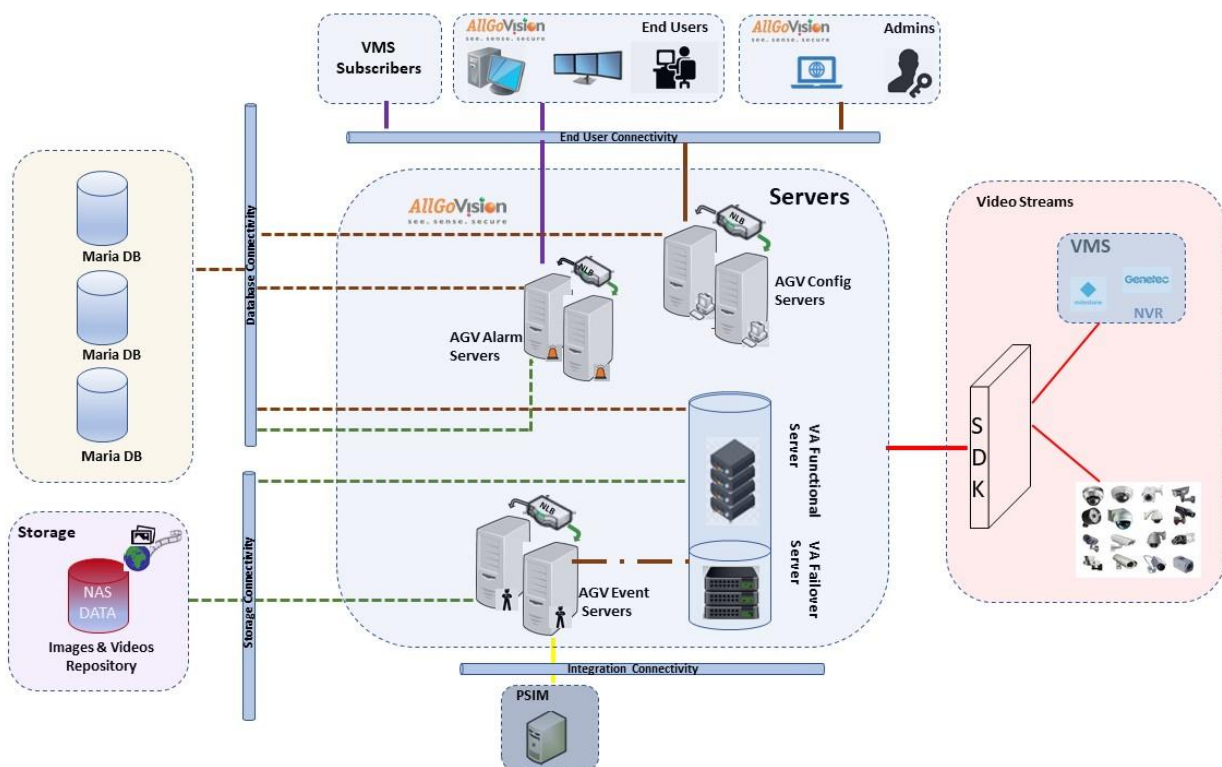 VMS
Subscribers
AllGoVision
see. sense. secure
End Users
AllGoVision
see. sense. secure
Admins
End User Connectivity
Maria DB
Maria DB
Maria DB
Database Connectivity
AllGoVision
see. sense. secure
Servers
NLB
AGV Config
Servers
NLB
AGV Alarm
Servers
VA Functional
Server
VA Failover
Server
NLB
AGV Event
Servers
Video Streams
VMS
milestone
Genetec
NVR
SDK
Storage
NAS
DATA
Images & Videos
Repository
Storage Connectivity
Integration Connectivity
PSIM